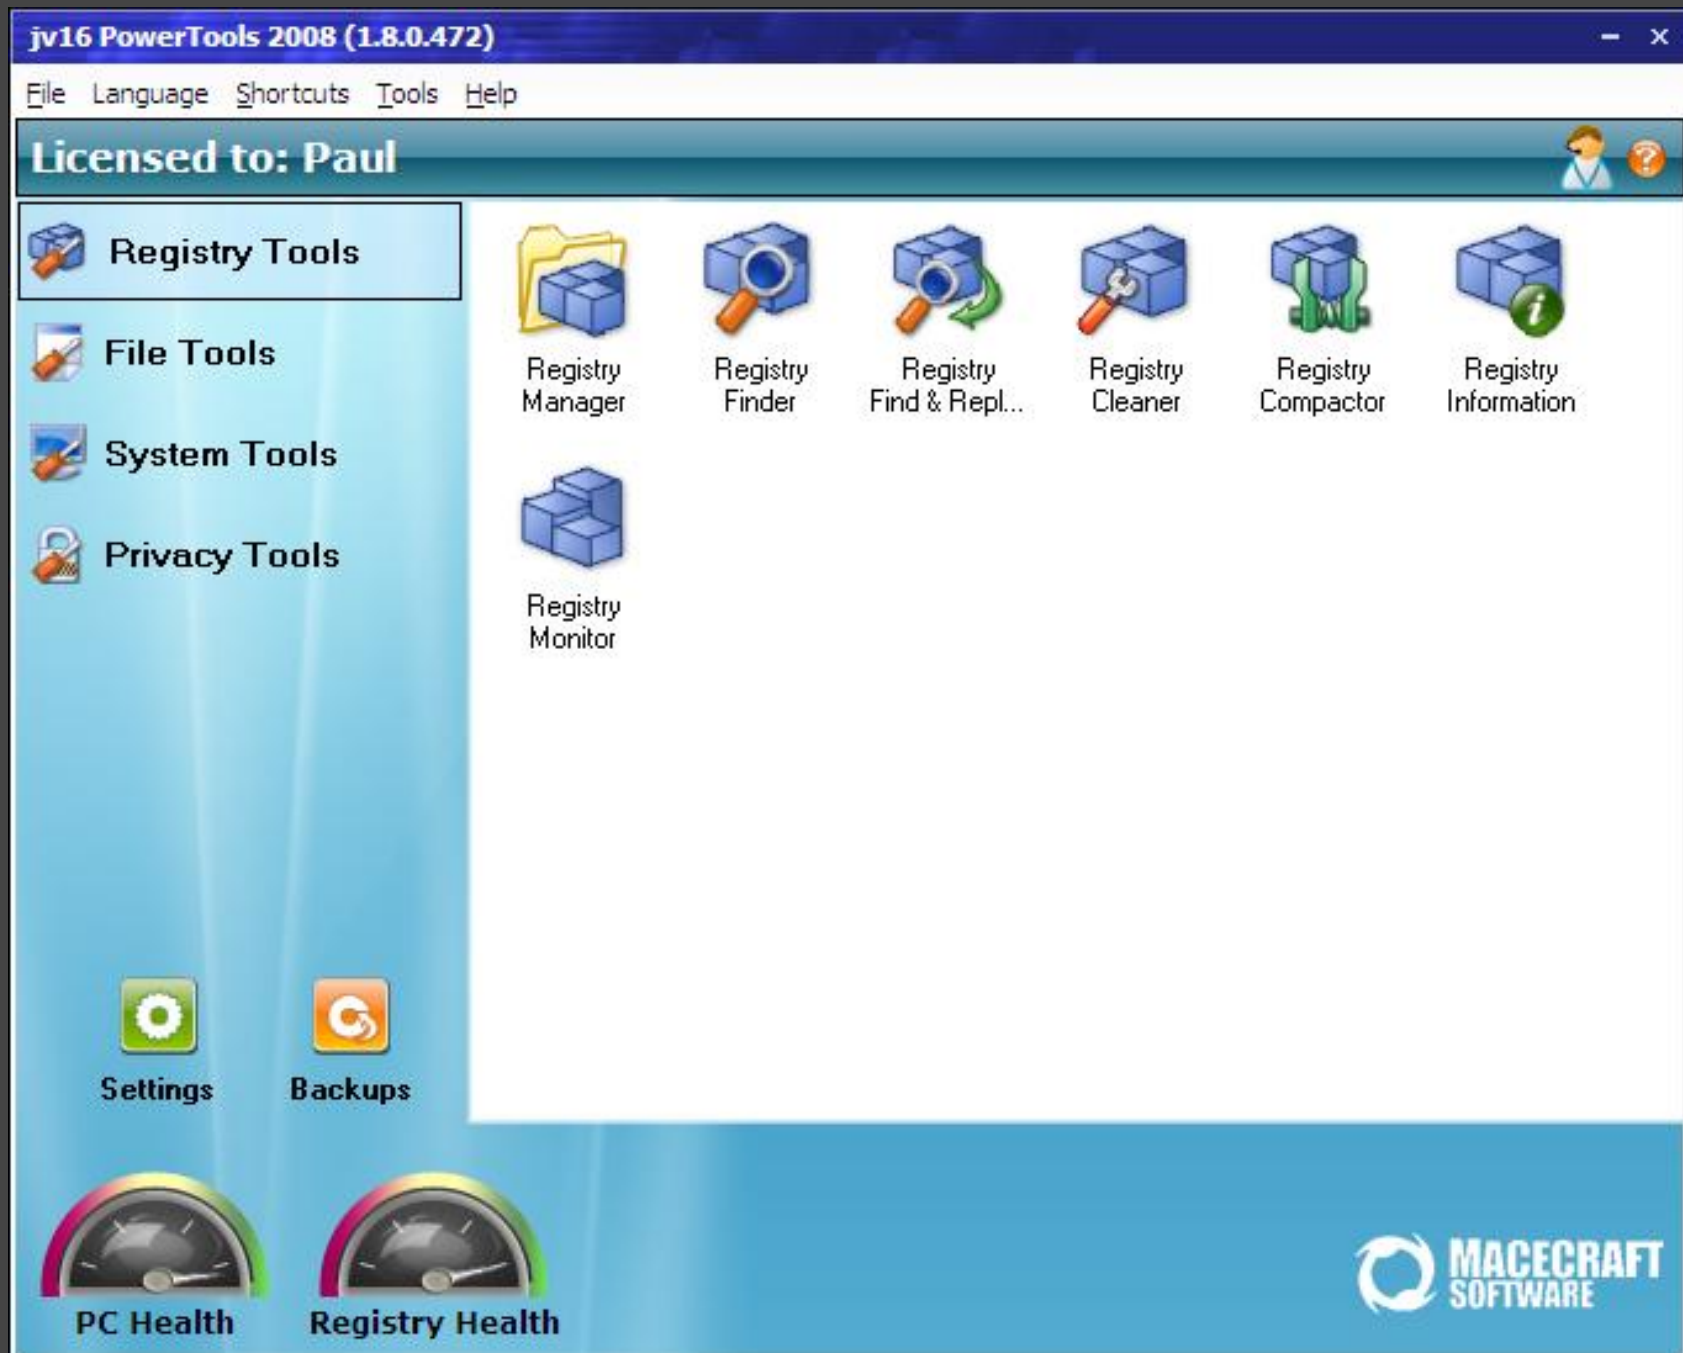 jv16 PowerTools 2008 (1.8.0.472)
File Language Shortcuts Tools Help
Licensed to: Paul
Registry Tools
File Tools
System Tools
Privacy Tools
Registry
Manager
Registry
Finder
Registry
Find & Repl...
Registry
Cleaner
Registry
Compactor
Registry
Information
Registry
Monitor
Settings
Backups
PC Health
Registry Health
MACECRAFT
SOFTWARE